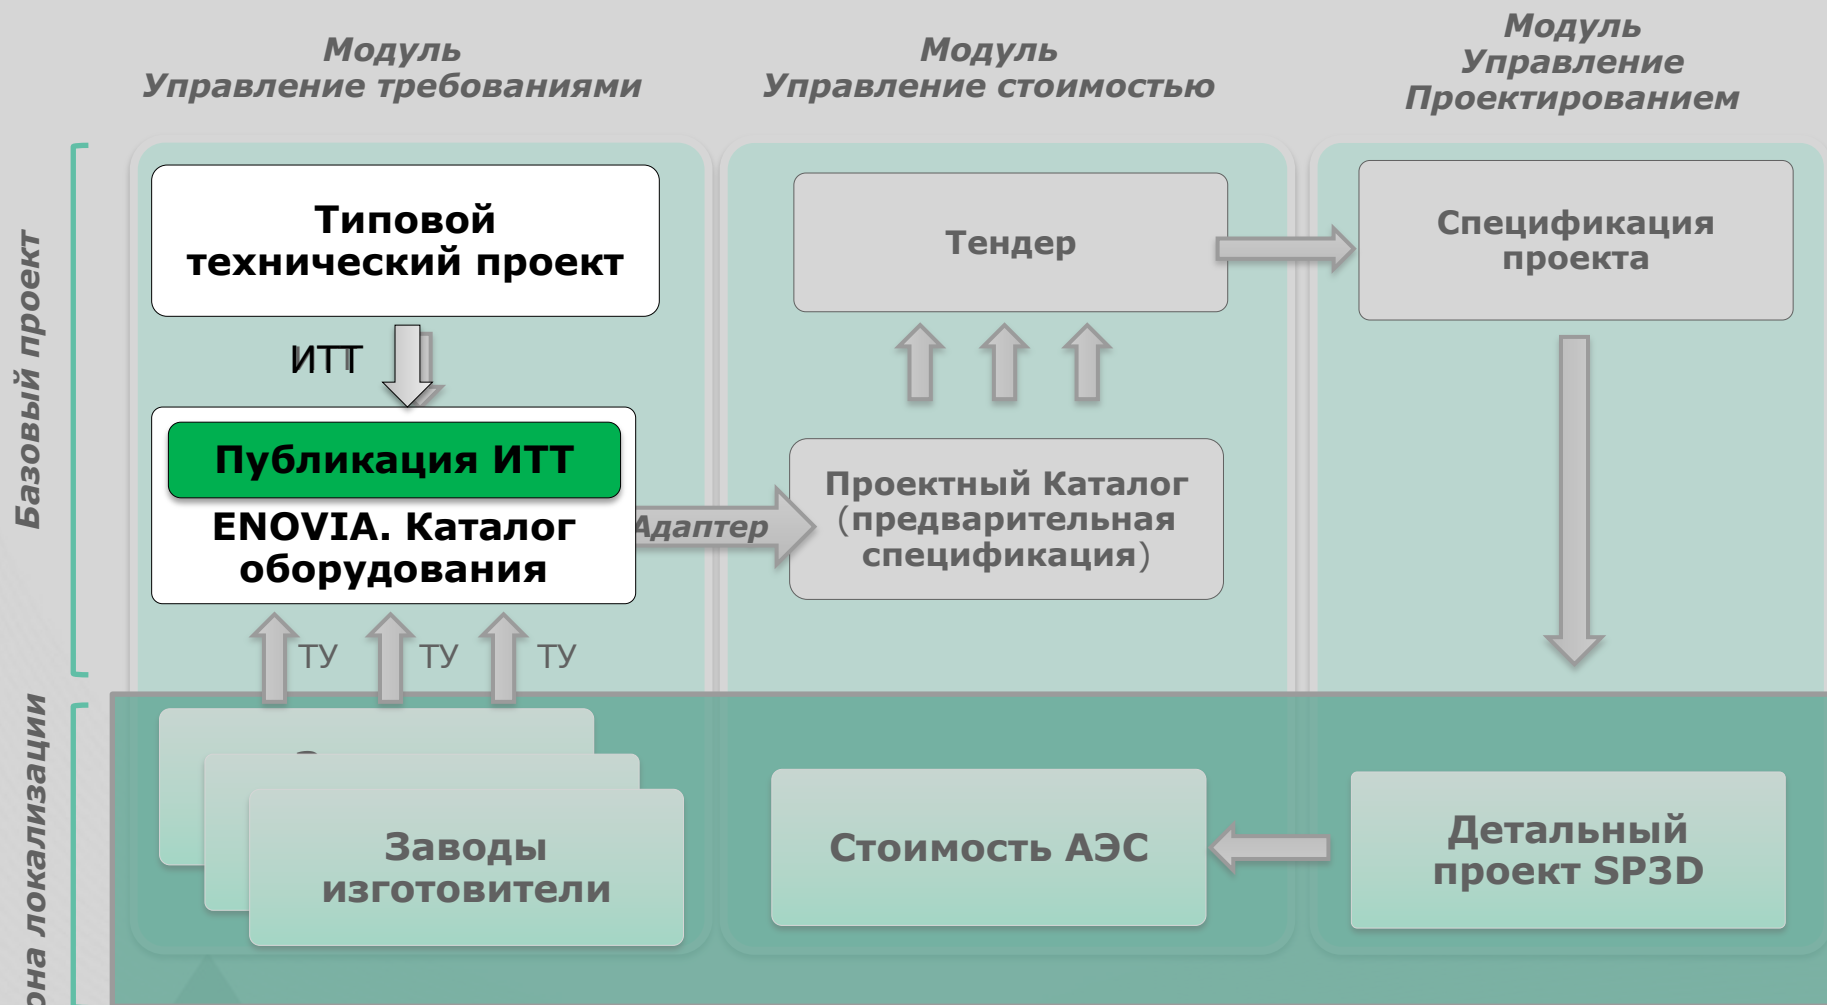 Модуль
Управление требованиями
Модуль
Управление стоимостью
Модуль
Управление
Проектированием
Базовый проект
Типовой
технический проект
ИТТ
Публикация ИТТ
ENOVIA. Каталог
оборудования
Адаптер
ТУ
ТУ
ТУ
Тендер
Проектный Каталог
(предварительная
спецификация)
Спецификация
проекта
локализации
Заводы
изготовители
Стоимость АЭС
Детальный
проект SP3D